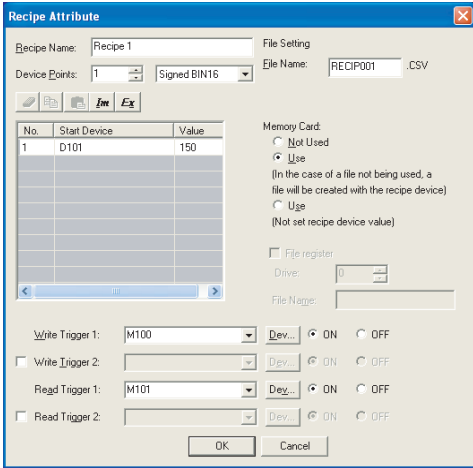 Recipe Attribute
Recipe Name: Recipe 1
File Setting
Device Points: 1 Signed BIN16
File Name: RECIP001 .CSV
Im Ex
No. Start Device Value
1 D101 150
Memory Card:
Not Used
Use
(In the case of a file not being used, a
file will be created with the recipe device)
Use
(Not set recipe device value)
File register
Drive: 0
File Name:
Write Trigger 1: M100 Dev... ON OFF
Write Trigger 2: Dev... ON OFF
Read Trigger 1: M101 Dev... ON OFF
Read Trigger 2: Dev... ON OFF
OK Cancel